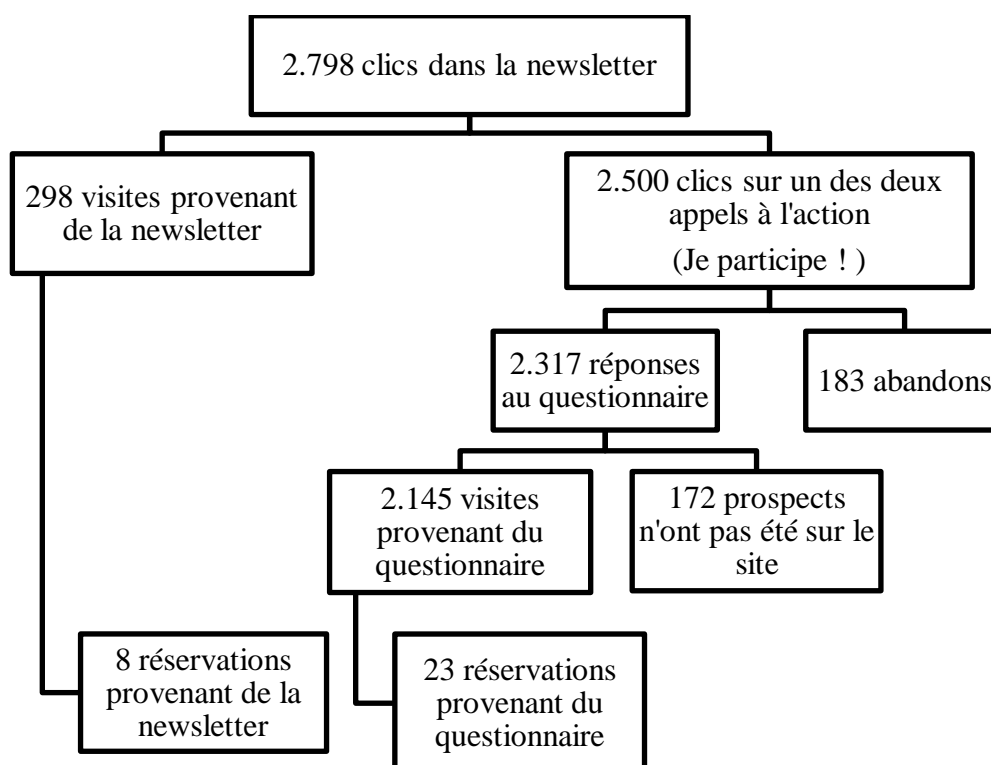 2.798 clics dans la newsletter
298 visites provenant
de la newsletter
2.500 clics sur un des deux
appels à l'action
(Je participe ! )
2.317 réponses
au questionnaire
183 abandons
2.145 visites
provenant du
questionnaire
172 prospects
n'ont pas été sur le
site
8 réservations
provenant de la
newsletter
23 réservations
provenant du
questionnaire